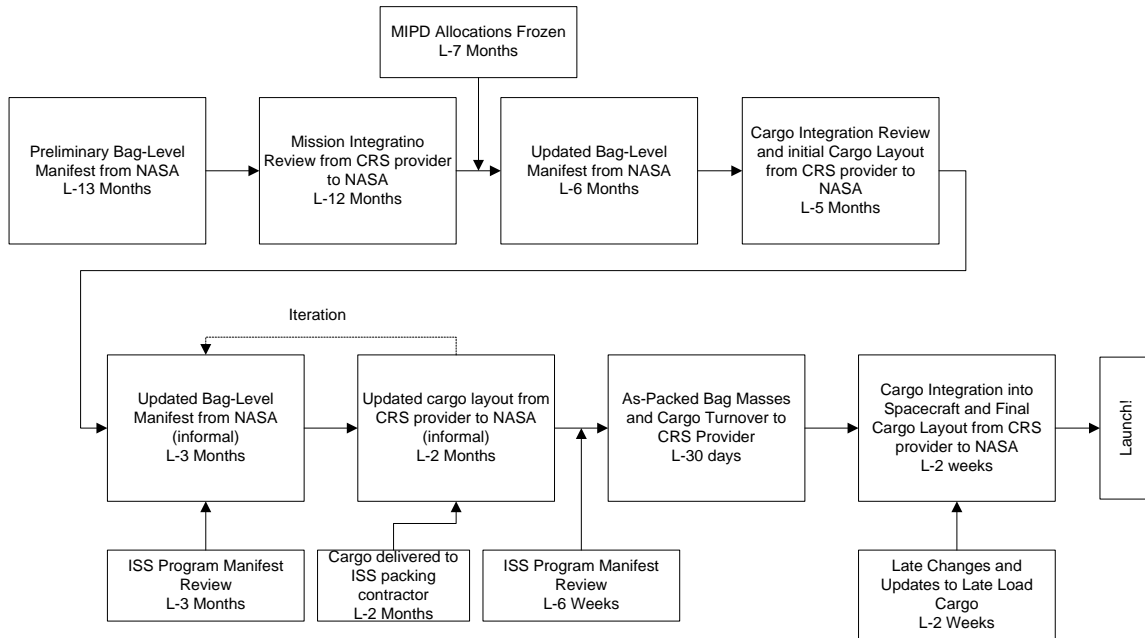 MIPD Allocations Frozen
L-7 Months
Preliminary Bag-Level
Manifest from NASA
L-13 Months
Mission Integratino
Review from CRS provider
to NASA
L-12 Months
Updated Bag-Level
Manifest from NASA
L-6 Months
Cargo Integration Review
and initial Cargo Layout
from CRS provider to
NASA
L-5 Months
Iteration
Updated Bag-Level
Manifest from NASA
(informal)
L-3 Months
Updated cargo layout from
CRS provider to NASA
(informal)
L-2 Months
As-Packed Bag Masses
and Cargo Turnover to
CRS Provider
L-30 days
Cargo Integration into
Spacecraft and Final
Cargo Layout from CRS
provider to NASA
L-2 weeks
Launch!
ISS Program Manifest
Review
L-3 Months
Cargo delivered to
ISS packing
contractor
L-2 Months
ISS Program Manifest
Review
L-6 Weeks
Late Changes and
Updates to Late Load
Cargo
L-2 Weeks